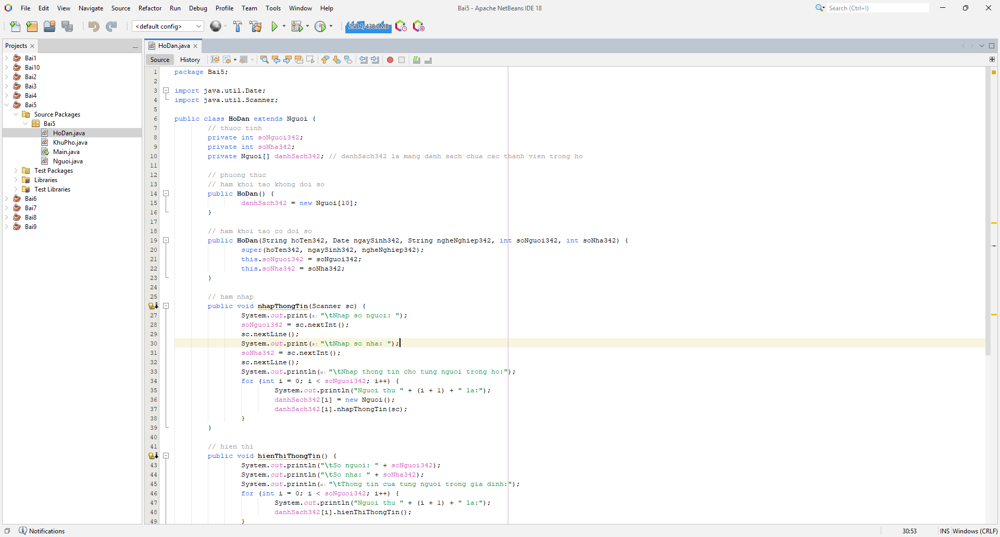 File Edit View Navigate Source Refactor Run Debug Profile Team Tools Window Help
Bai5 - Apache NetBeans IDE 18
Search (Ctrl+I)
<default config>
258.1/438.0MB
Projects
Bai1
Bai10
Bai2
Bai3
Bai4
Bai5
Source Packages
Bai5
HoDan.java
KhuPho.java
Main.java
Nguoi.java
Test Packages
Libraries
Test Libraries
Bai6
Bai7
Bai8
Bai9
HoDan.java
Source History
1 package Bai5;
2
3 import java.util.Date;
4 import java.util.Scanner;
5
6 public class HoDan extends Nguoi {
7 // thuoc tinh
8 private int soNguoi342;
9 private int soNha342;
10 private Nguoi[] danhSach342; // danhSach342 la mang danh sach chua cac thanh vien trong ho
11
12 // phuong thuc
13 // ham khoi tao khong doi so
14 public HoDan() {
15 danhSach342 = new Nguoi[10];
16 }
17
18 // ham khoi tao co doi so
19 public HoDan(String hoTen342, Date ngaySinh342, String ngheNghiep342, int soNguoi342, int soNha342) {
20 super(hoTen342, ngaySinh342, ngheNghiep342);
21 this.soNguoi342 = soNguoi342;
22 this.soNha342 = soNha342;
23 }
24
25 // ham nhap
public void nhapThongTin(Scanner sc) {
27 System.out.print(s: "\tNhap so nguoi: ");
28 soNguoi342 = sc.nextInt();
29 sc.nextLine();
30 System.out.print(s: "\tNhap so nha: ");
31 soNha342 = sc.nextInt();
32 sc.nextLine();
33 System.out.println(x: "\tNhap thong tin cho tung nguoi trong ho:");
34 for (int i = 0; i < soNguoi342; i++) {
35 System.out.println("Nguoi thu " + (i + 1) + " la:");
36 danhSach342[i] = new Nguoi();
37 danhSach342[i].nhapThongTin(sc);
38 }
39 }
40
41 // hien thi
public void hienThiThongTin() {
43 System.out.println("\tSo nguoi: " + soNguoi342);
44 System.out.println("\tSo nha: " + soNha342);
45 System.out.println(x: "\tThong tin cua tung nguoi trong gia dinh:");
46 for (int i = 0; i < soNguoi342; i++) {
47 System.out.println("Nguoi thu " + (i + 1) + " la:");
48 danhSach342[i].hienThiThongTin();
49 }
Notifications
30:53
INS
Windows (CRLF)